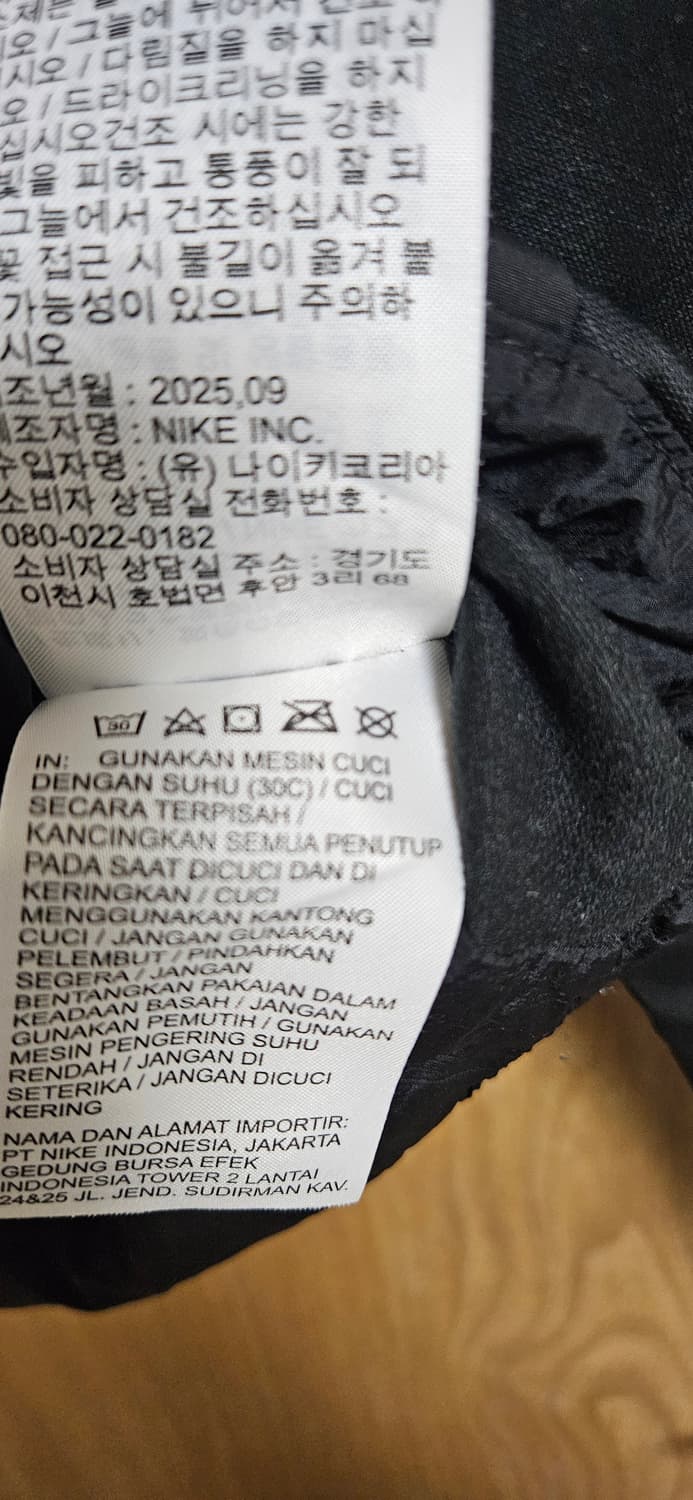 오/그늘에 뒤어서 건조
시오/다림질을 하지 마십
오/드라이크리닝을 하지
십시오건조 시에는 강한
빛을 피하고 통풍이 잘 되
그늘에서 건조하십시오
꽃 접근 시 불길이 옮겨 붙
가능성이 있으니 주의하
시오
조년월 : 2025,09
조자명 : NIKE INC.
수입자명 : (유) 나이키코리아
소비자 상담실 전화번호 :
080-022-0182
소비자 상담실 주소 : 경기도
이천시 호법면 후안 3리 68
30
IN: GUNAKAN MESIN CUCI
DENGAN SUHU (30C) / CUCI
SECARA TERPISAH /
KANCINGKAN SEMUA PENUTUP
PADA SAAT DICUCI DAN DI
KERINGKAN / CUCI
MENGGUNAKAN KANTONG
CUCI / JANGAN GUNAKAN
PELEMBUT / PINDAHKAN
SEGERA / JANGAN
BENTANGKAN PAKAIAN DALAM
KEADAAN BASAH / JANGAN
GUNAKAN PEMUTIH / GUNAKAN
MESIN PENGERING SUHU
RENDAH / JANGAN DI
SETERIKA / JANGAN DICUCI
KERING
NAMA DAN ALAMAT IMPORTIR:
PT NIKE INDONESIA, JAKARTA
GEDUNG BURSA EFEK
INDONESIA TOWER 2 LANTAI
24&25 JL. JEND. SUDIRMAN KAV.